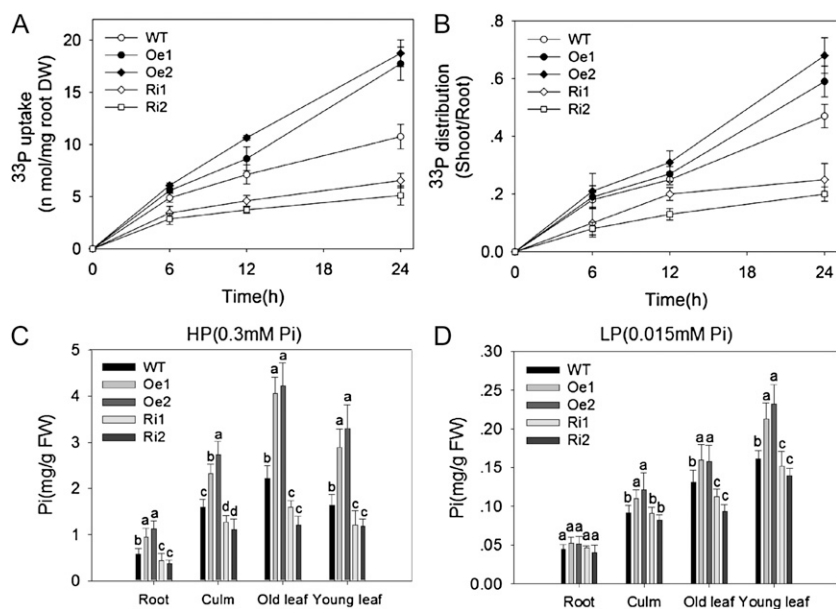 A
WT
Oe1
Oe2
Ri1
Ri2
20
15
10
5
0
33P uptake
(n mol/mg root DW)
0 6 12 18 24
Time(h)
B
WT
Oe1
Oe2
Ri1
Ri2
.8
.6
.4
.2
0.0
33P distribution
(Shoot/Root)
0 6 12 18 24
Time(h)
C
HP(0.3mM Pi)
WT
Oe1
Oe2
Ri1
Ri2
5
4
3
2
1
0
Pi(mg/g FW)
b a a c c
c b a d d
b a a c c
b a a c c
Root Culm Old leaf Young leaf
D
LP(0.015mM Pi)
WT
Oe1
Oe2
Ri1
Ri2
.30
.25
.20
.15
.10
.05
0.00
Pi(mg/g FW)
a a a a a
b a a b b
b a a c c
b a a c c
Root Culm Old leaf Young leaf